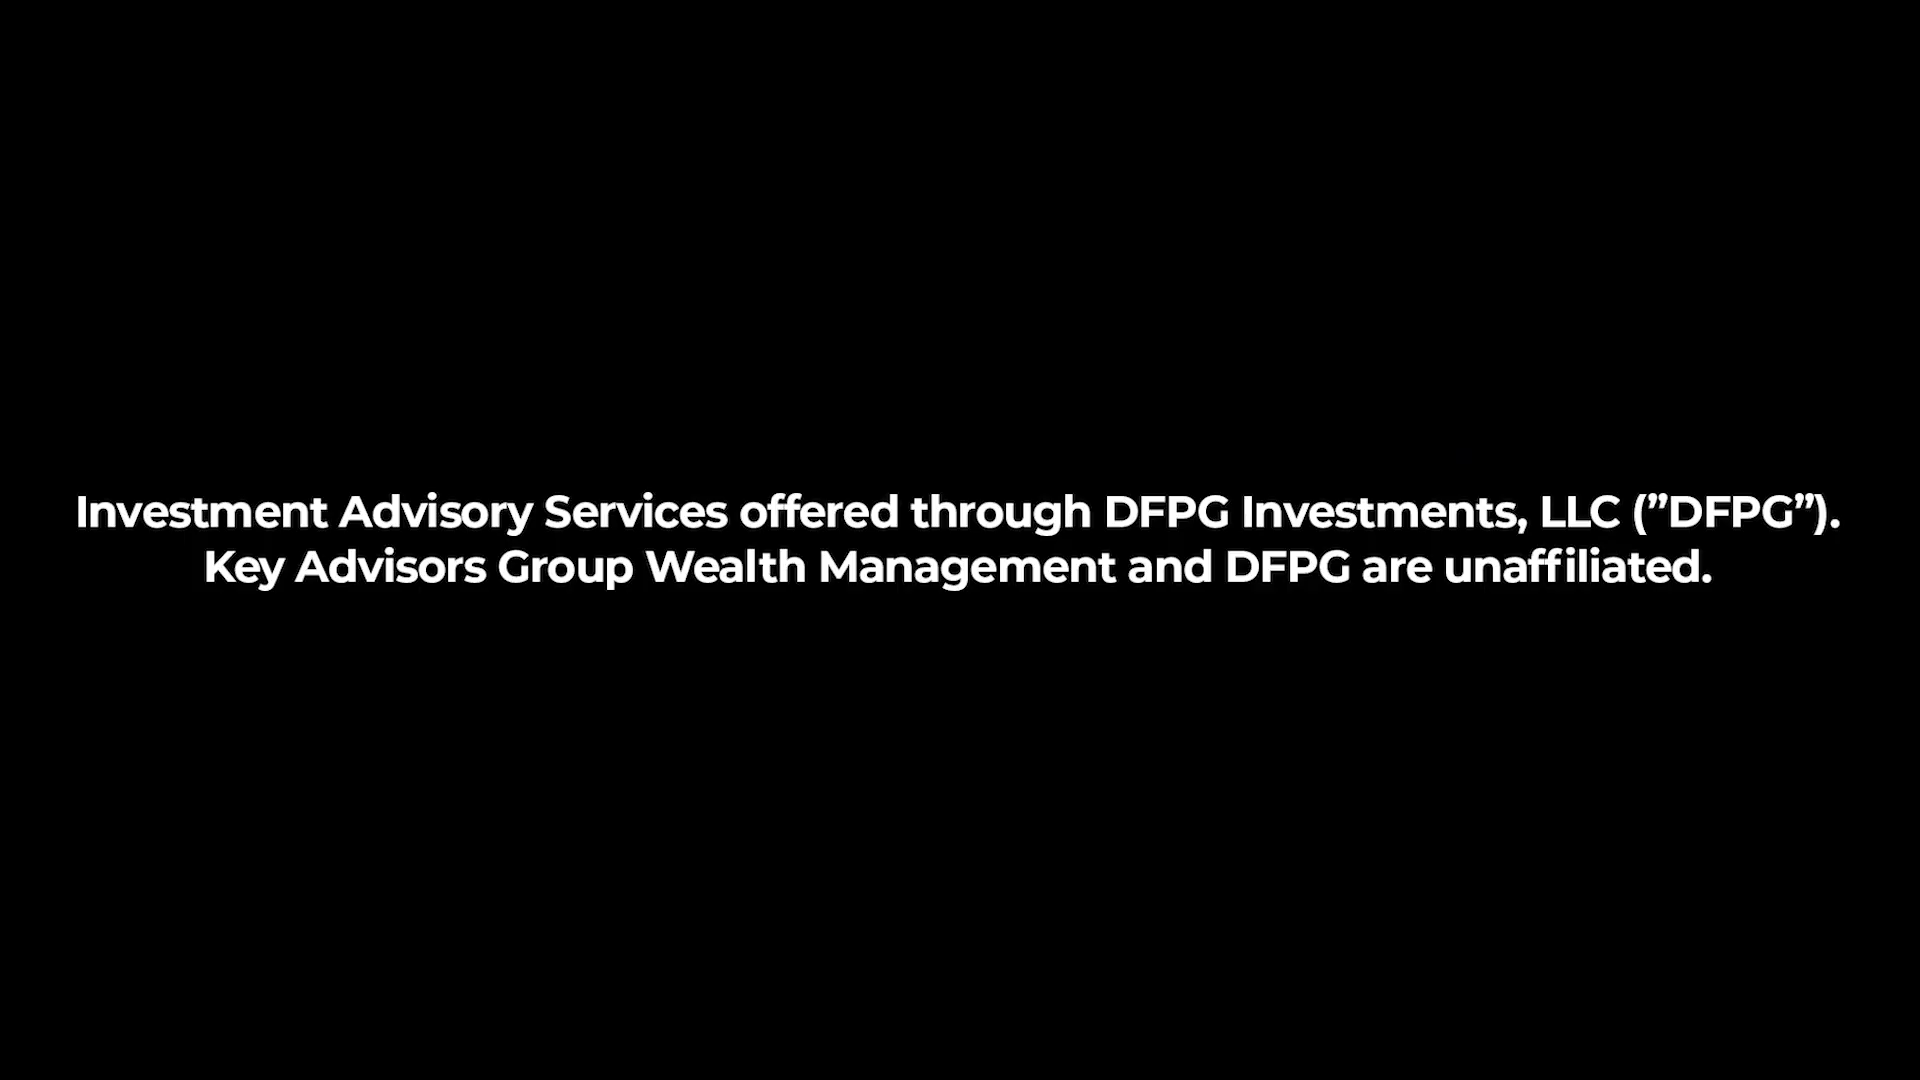 Investment Advisory Services offered through DFPG Investments, LLC (”DFPG”).
Key Advisors Group Wealth Management and DFPG are unaffiliated.